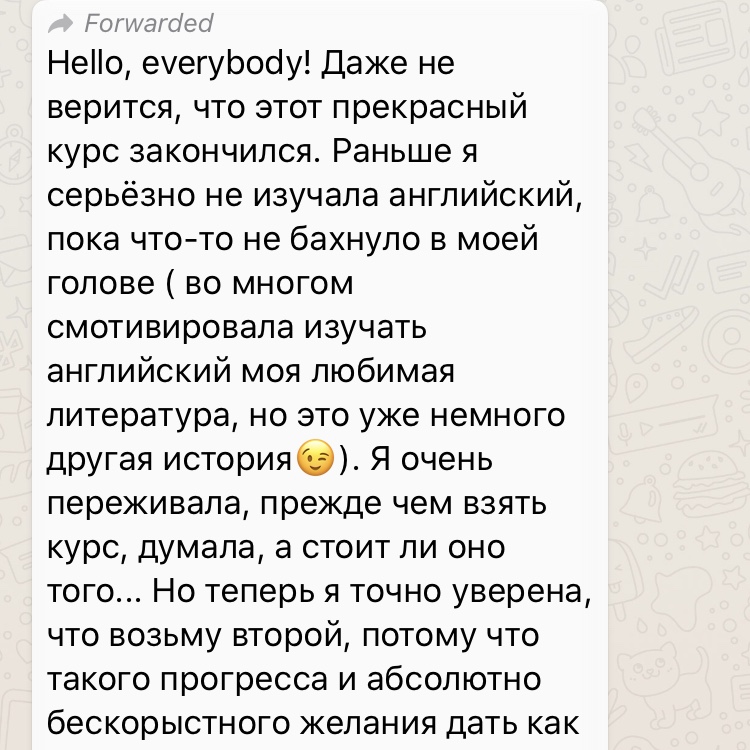 Forwarded
Hello, everybody! Даже не
верится, что этот прекрасный
курс закончился. Раньше я
серьёзно не изучала английский,
пока что-то не бахнуло в моей
голове ( во многом
смотивировала изучать
английский моя любимая
литература, но это уже немного
другая история😉). Я очень
переживала, прежде чем взять
курс, думала, а стоит ли оно
того... Но теперь я точно уверена,
что возьму второй, потому что
такого прогресса и абсолютно
бескорыстного желания дать как